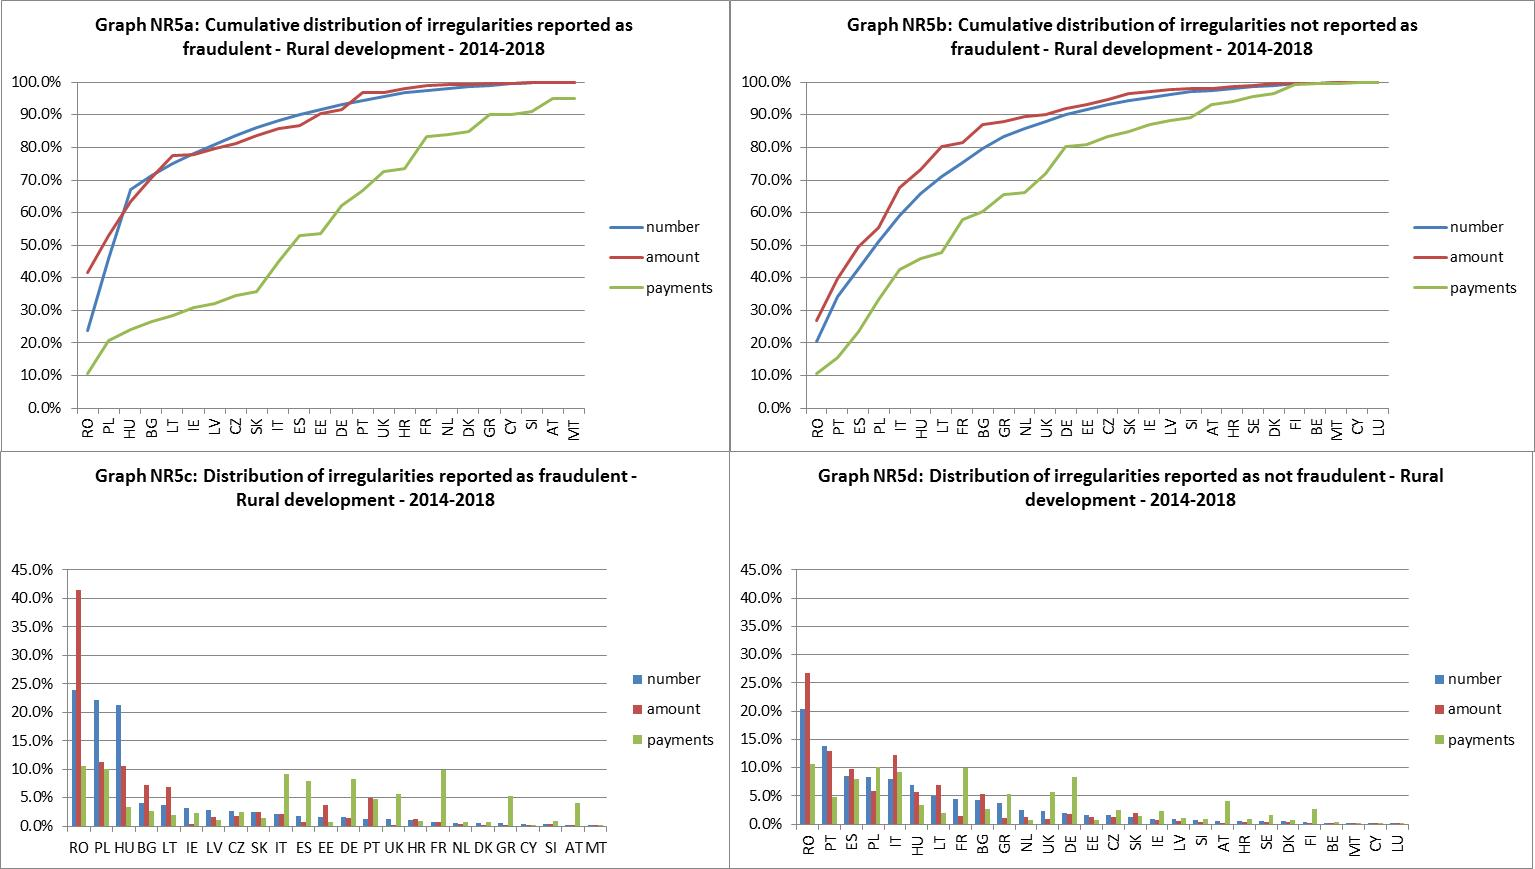 Graph NR5a: Cumulative distribution of irregularities reported as
fraudulent - Rural development - 2014-2018
100.0%
90.0%
80.0%
70.0%
60.0%
50.0%
40.0%
30.0%
20.0%
10.0%
0.0%
RO PL HU BG LT IE LV CZ SK IT ES EE DE PT UK HR FR NL DK GR CY SI AT MT
number
amount
payments
Graph NR5b: Cumulative distribution of irregularities not reported as
fraudulent - Rural development - 2014-2018
100.0%
90.0%
80.0%
70.0%
60.0%
50.0%
40.0%
30.0%
20.0%
10.0%
0.0%
RO PT ES PL IT HU LT FR BG GR NL UK DE EE CZ SK IE LV SI AT HR SE DK FI BE MT CY LU
number
amount
payments
Graph NR5c: Distribution of irregularities reported as fraudulent -
Rural development - 2014-2018
45.0%
40.0%
35.0%
30.0%
25.0%
20.0%
15.0%
10.0%
5.0%
0.0%
RO PL HU BG LT IE LV CZ SK IT ES EE DE PT UK HR FR NL DK GR CY SI AT MT
number
amount
payments
Graph NR5d: Distribution of irregularities reported as not fraudulent - Rural
development - 2014-2018
45.0%
40.0%
35.0%
30.0%
25.0%
20.0%
15.0%
10.0%
5.0%
0.0%
RO PT ES PL IT HU LT FR BG GR NL UK DE EE CZ SK IE LV SI AT HR SE DK FI BE MT CY LU
number
amount
payments